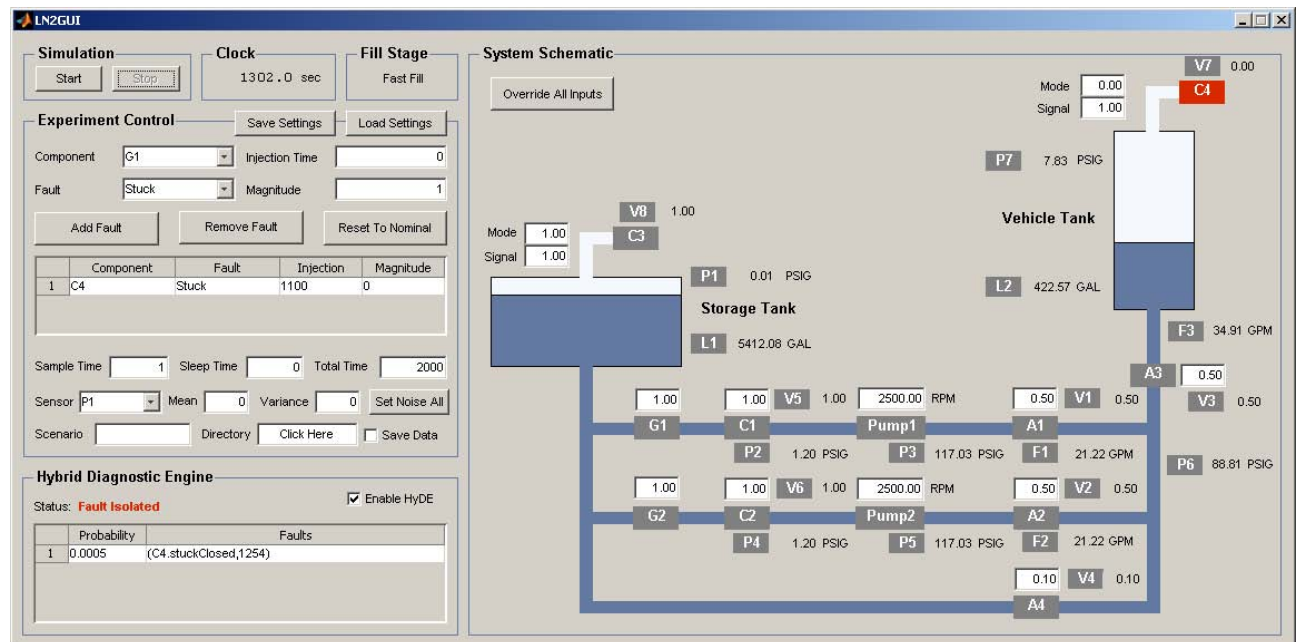 LN2GUI
Simulation
Start Stop
Clock
1302.0 sec
Fill Stage
Fast Fill
Experiment Control
Save Settings Load Settings
Component G1 Injection Time 0
Fault Stuck Magnitude 1
Add Fault Remove Fault Reset To Nominal
Component Fault Injection Magnitude
1 C4 Stuck 1100 0
Sample Time 1 Sleep Time 0 Total Time 2000
Sensor P1 Mean 0 Variance 0 Set Noise All
Scenario Directory Click Here Save Data
Hybrid Diagnostic Engine
Status: Fault Isolated Enable HyDE
Probability Faults
1 0.0005 (C4.stuckClosed,1254)
System Schematic
Override All Inputs
V7 0.00
Mode 0.00 C4
Signal 1.00
P7 7.83 PSIG
V8 1.00
Vehicle Tank
Mode 1.00 C3
Signal 1.00
P1 0.01 PSIG
L2 422.57 GAL
Storage Tank
F3 34.91 GPM
L1 5412.08 GAL
A3 0.50
V3 0.50
1.00 1.00 V5 1.00 2500.00 RPM 0.50 V1 0.50
G1 C1 Pump1 A1
P2 1.20 PSIG P3 117.03 PSIG F1 21.22 GPM
P6 88.81 PSIG
1.00 1.00 V6 1.00 2500.00 RPM 0.50 V2 0.50
G2 C2 Pump2 A2
P4 1.20 PSIG P5 117.03 PSIG F2 21.22 GPM
0.10 V4 0.10
A4